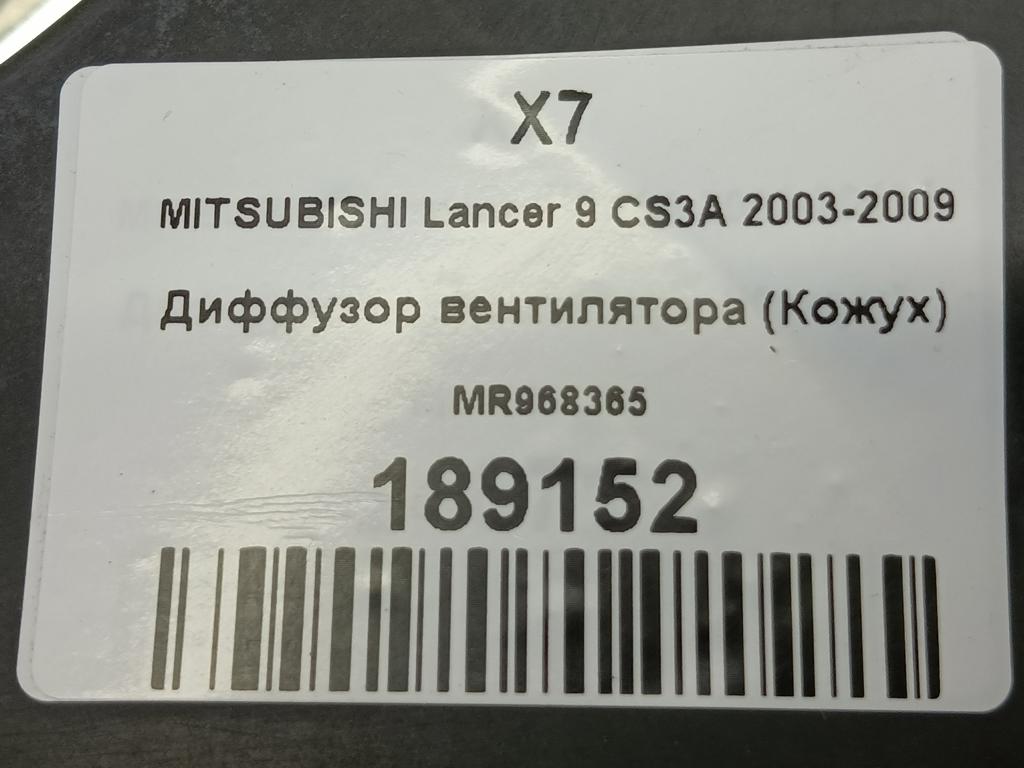 X7
MITSUBISHI Lancer 9 CS3A 2003-2009
Диффузор вентилятора (Кожух)
MR968365
189152